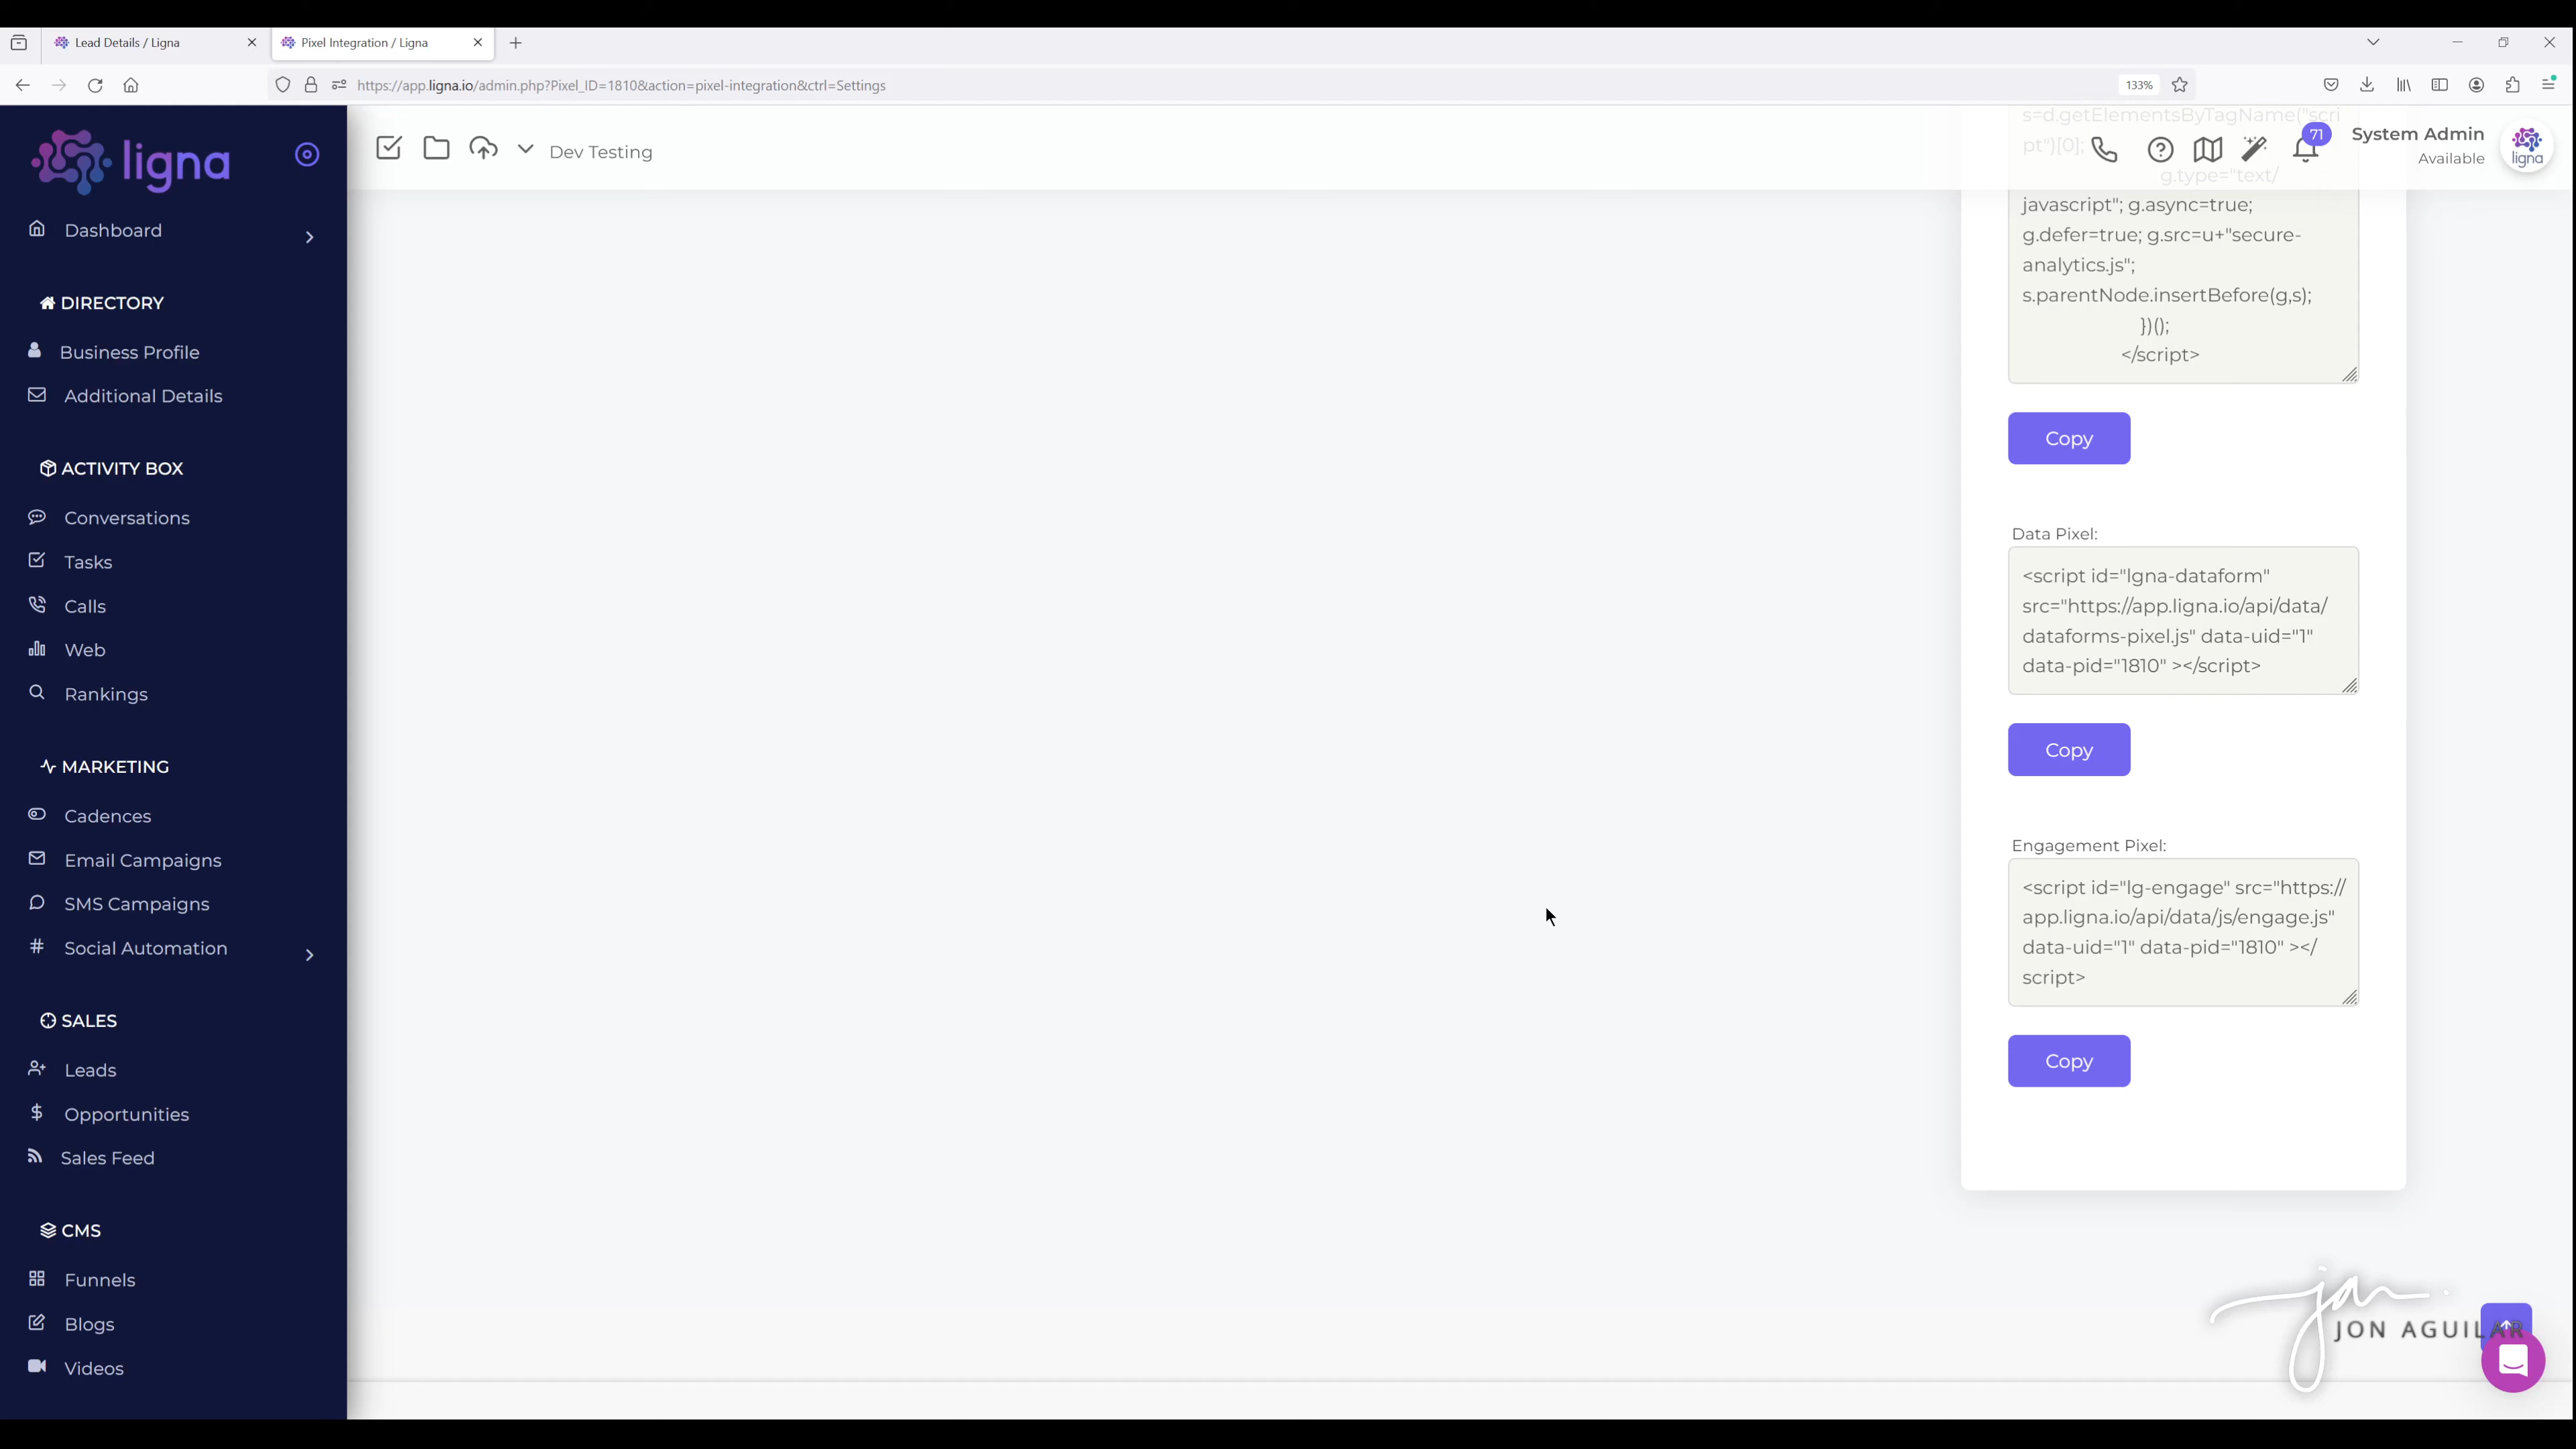 Lead Details / Ligna
Pixel Integration / Ligna
https://app.ligna.io/admin.php?Pixel_ID=1810&action=pixel-integration&ctrl=Settings
133%
ligna
Dev Testing
71
System Admin
Available
ligna
Dashboard
DIRECTORY
Business Profile
Additional Details
ACTIVITY BOX
Conversations
Tasks
Calls
Web
Rankings
MARKETING
Cadences
Email Campaigns
SMS Campaigns
Social Automation
SALES
Leads
Opportunities
Sales Feed
CMS
Funnels
Blogs
Videos
s=d.getElementsByTagName("scri
pt")[0];
g.type="text/
javascript"; g.async=true;
g.defer=true; g.src=u+"secure-
analytics.js";
s.parentNode.insertBefore(g,s);
})();
</script>
Copy
Data Pixel:
<script id="lgna-dataform"
src="https://app.ligna.io/api/data/
dataforms-pixel.js" data-uid="1"
data-pid="1810" ></script>
Copy
Engagement Pixel:
<script id="lg-engage" src="https://
app.ligna.io/api/data/js/engage.js"
data-uid="1" data-pid="1810" ></
script>
Copy
jan.
JON AGUILAR